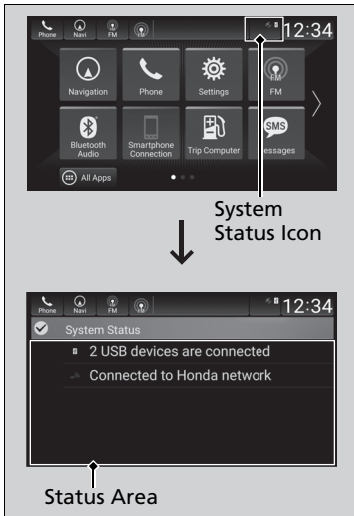 Phone Navi FM FM 12:34
FM
Navigation Phone Settings FM
SMS
Bluetooth Audio Smartphone Connection Trip Computer Messages
All Apps
System
Status Icon
Phone Navi FM 12:34
System Status
2 USB devices are connected
Connected to Honda network
Status Area